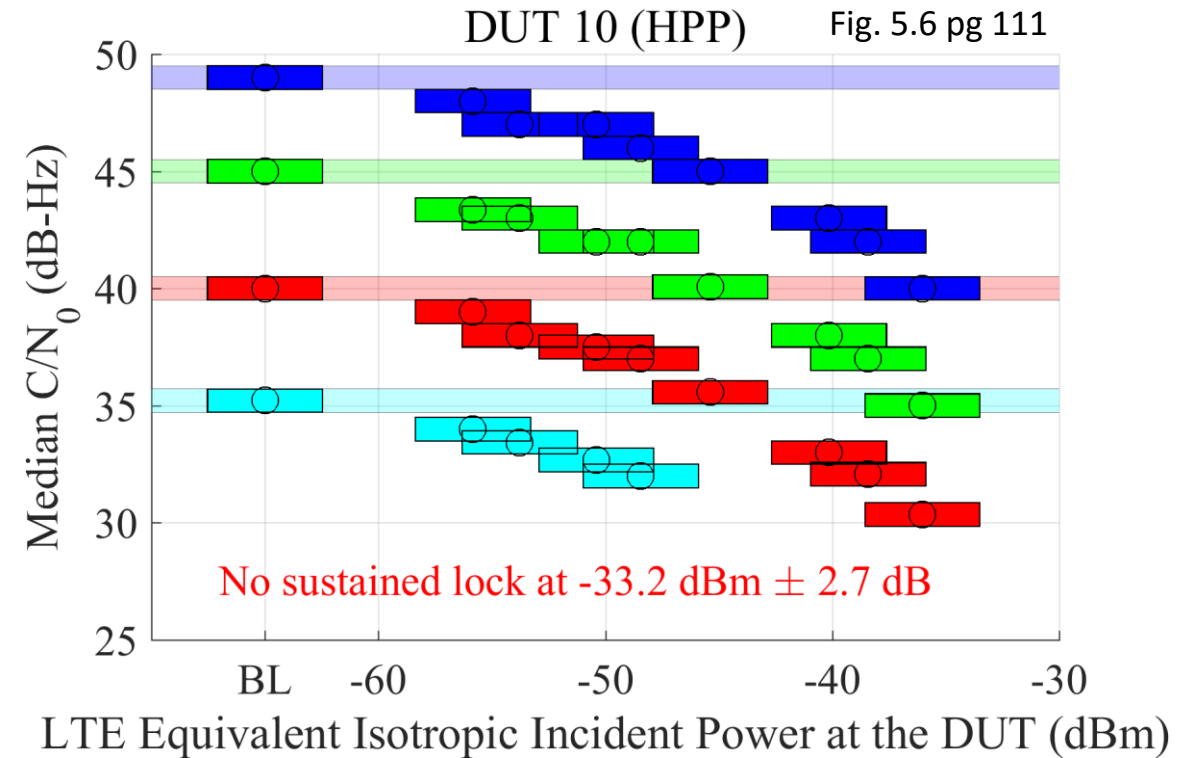 DUT 10 (HPP)
Fig. 5.6 pg 111
Median C/N0 (dB-Hz)
50
45
40
35
30
25
No sustained lock at -33.2 dBm ± 2.7 dB
BL -60 -50 -40 -30
LTE Equivalent Isotropic Incident Power at the DUT (dBm)